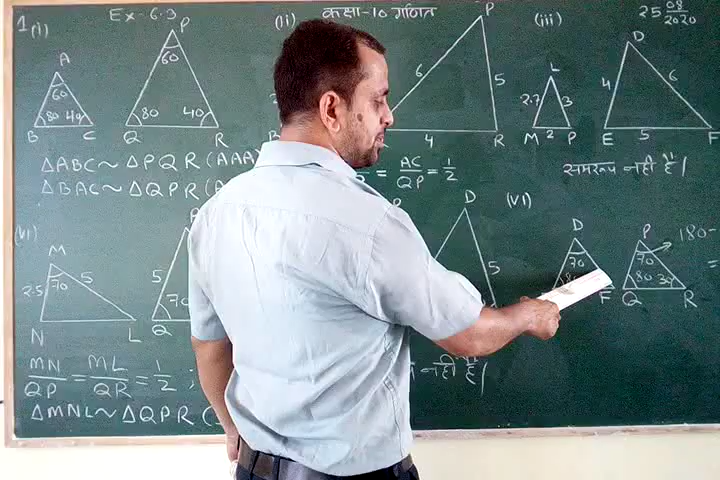 1(i) Ex-6.3 (ii) कक्षा-10 गणित (iii) 25 08/2020
A
60
80 40
B C
P
60
80 40
Q R
P
6 5
4 R
L
2.7 3
M 2 P
D
4 6
E 5 F
ΔABC ~ ΔPQR (AAA
ΔBAC ~ ΔQPR (A
= AC/QP = 1/2
समरूप नहीं है।
(vi)
M
2.5 70 5
N L
5 70
Q
D
5
(VI)
D
70
F
P
70
80 30
Q R
180-
=
MN/QP = ML/QR = 1/2 ;
नहीं है।
ΔMNL ~ ΔQPR (